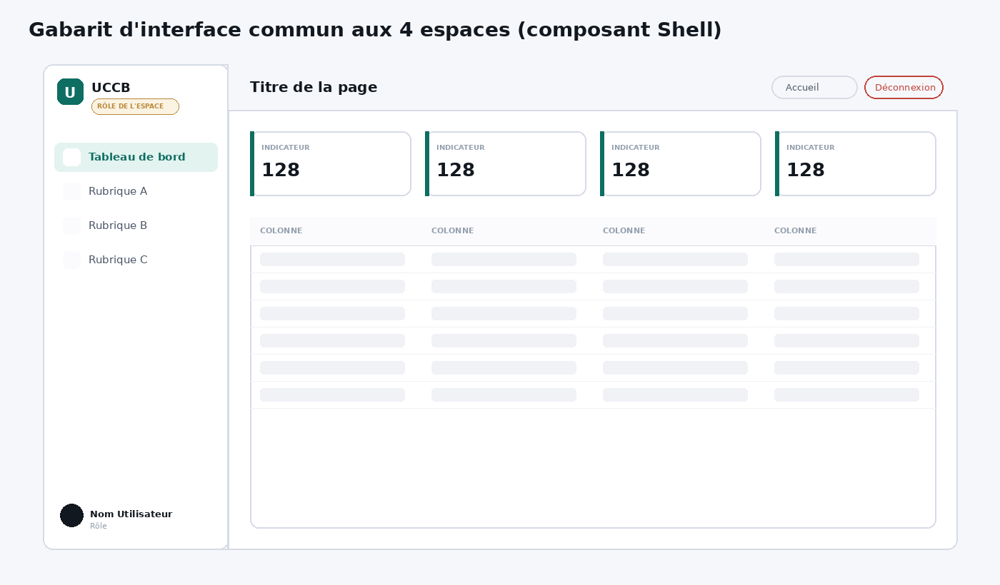 Gabarit d'interface commun aux 4 espaces (composant Shell)
U
UCCB
RÔLE DE L'ESPACE
Tableau de bord
Rubrique A
Rubrique B
Rubrique C
Nom Utilisateur
Rôle
Titre de la page
Accueil
Déconnexion
INDICATEUR
128
INDICATEUR
128
INDICATEUR
128
INDICATEUR
128
COLONNE COLONNE COLONNE COLONNE